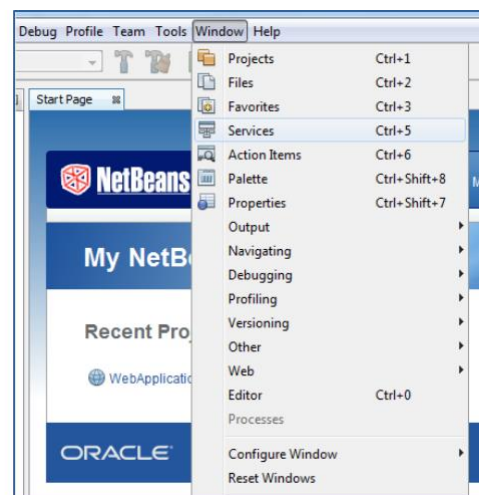 Debug Profile Team Tools Window Help
Projects Ctrl+1
Files Ctrl+2
Start Page Favorites Ctrl+3
Services Ctrl+5
Action Items Ctrl+6
NetBeans Palette Ctrl+Shift+8
Properties Ctrl+Shift+7
Output
My NetB Navigating
Debugging
Profiling
Recent Pro Versioning
Other
WebApplicatio Web
Editor Ctrl+0
Processes
ORACLE Configure Window
Reset Windows